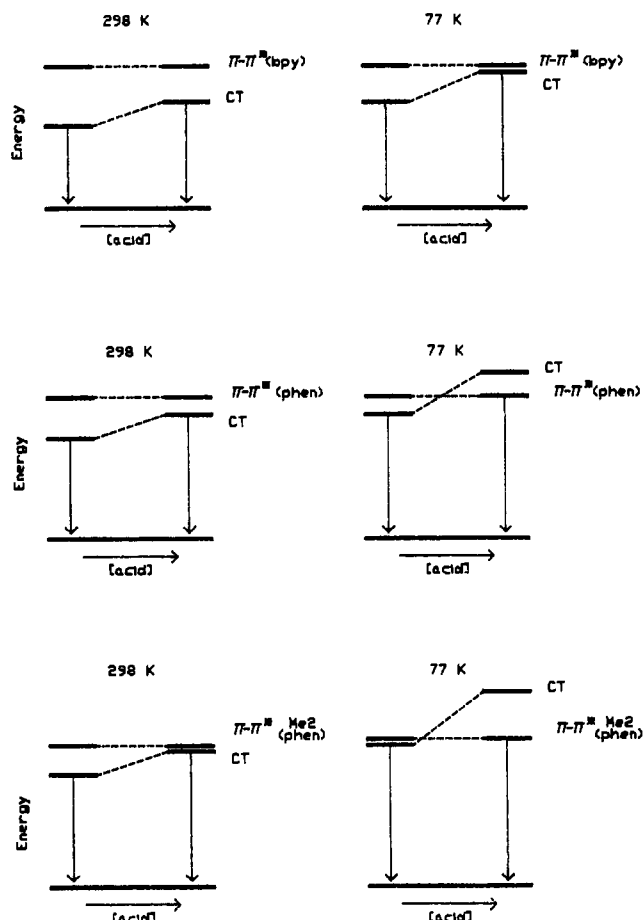 298 K
77 K
π-π* (bpy)
CT
π-π* (bpy)
CT
Energy
[acid]
[acid]
298 K
77 K
π-π* (phen)
CT
CT
π-π* (phen)
Energy
[acid]
[acid]
298 K
77 K
π-π* Me2 (phen)
CT
CT
π-π* Me2 (phen)
Energy
[acid]
[acid]